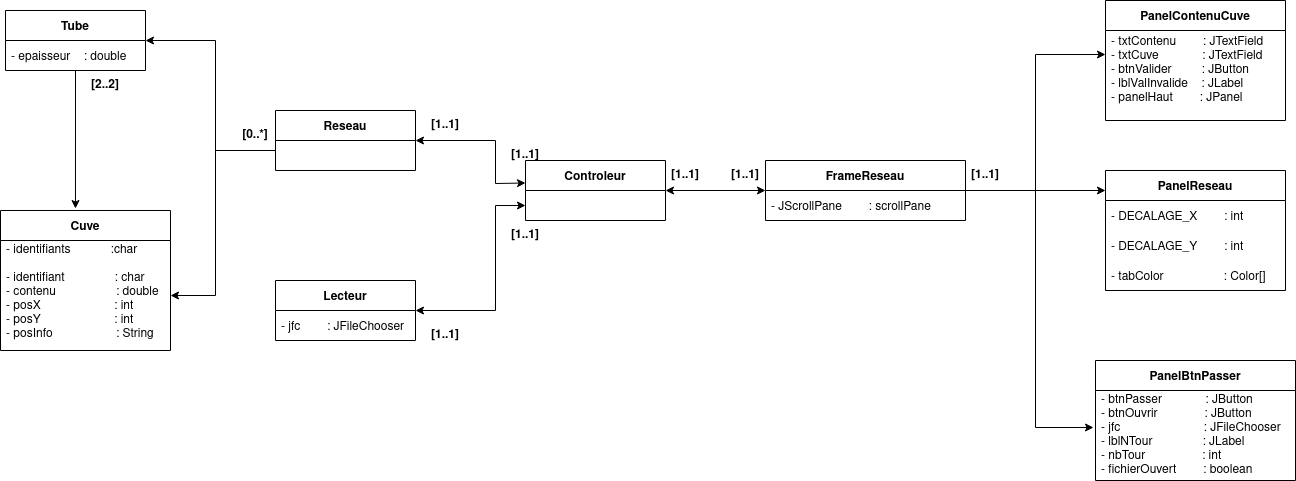 Tube
- epaisseur : double
[2..2]
[0..*]
Cuve
- identifiants :char
- identifiant : char
- contenu : double
- posX : int
- posY : int
- posInfo : String
Reseau
[1..1]
[1..1]
Lecteur
- jfc : JFileChooser
[1..1]
[1..1]
Controleur
[1..1]
[1..1]
FrameReseau
- JScrollPane : scrollPane
[1..1]
PanelContenuCuve
- txtContenu : JTextField
- txtCuve : JTextField
- btnValider : JButton
- lblValInvalide : JLabel
- panelHaut : JPanel
PanelReseau
- DECALAGE_X : int
- DECALAGE_Y : int
- tabColor : Color[]
PanelBtnPasser
- btnPasser : JButton
- btnOuvrir : JButton
- jfc : JFileChooser
- lblNTour : JLabel
- nbTour : int
- fichierOuvert : boolean